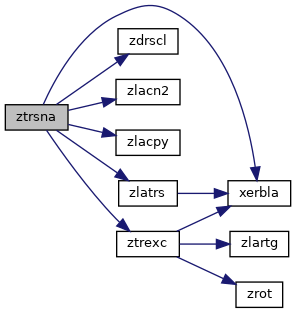 zdrscl
zlacn2
ztrsna
zlacpy
zlatrs
xerbla
ztrexc
zlartg
zrot